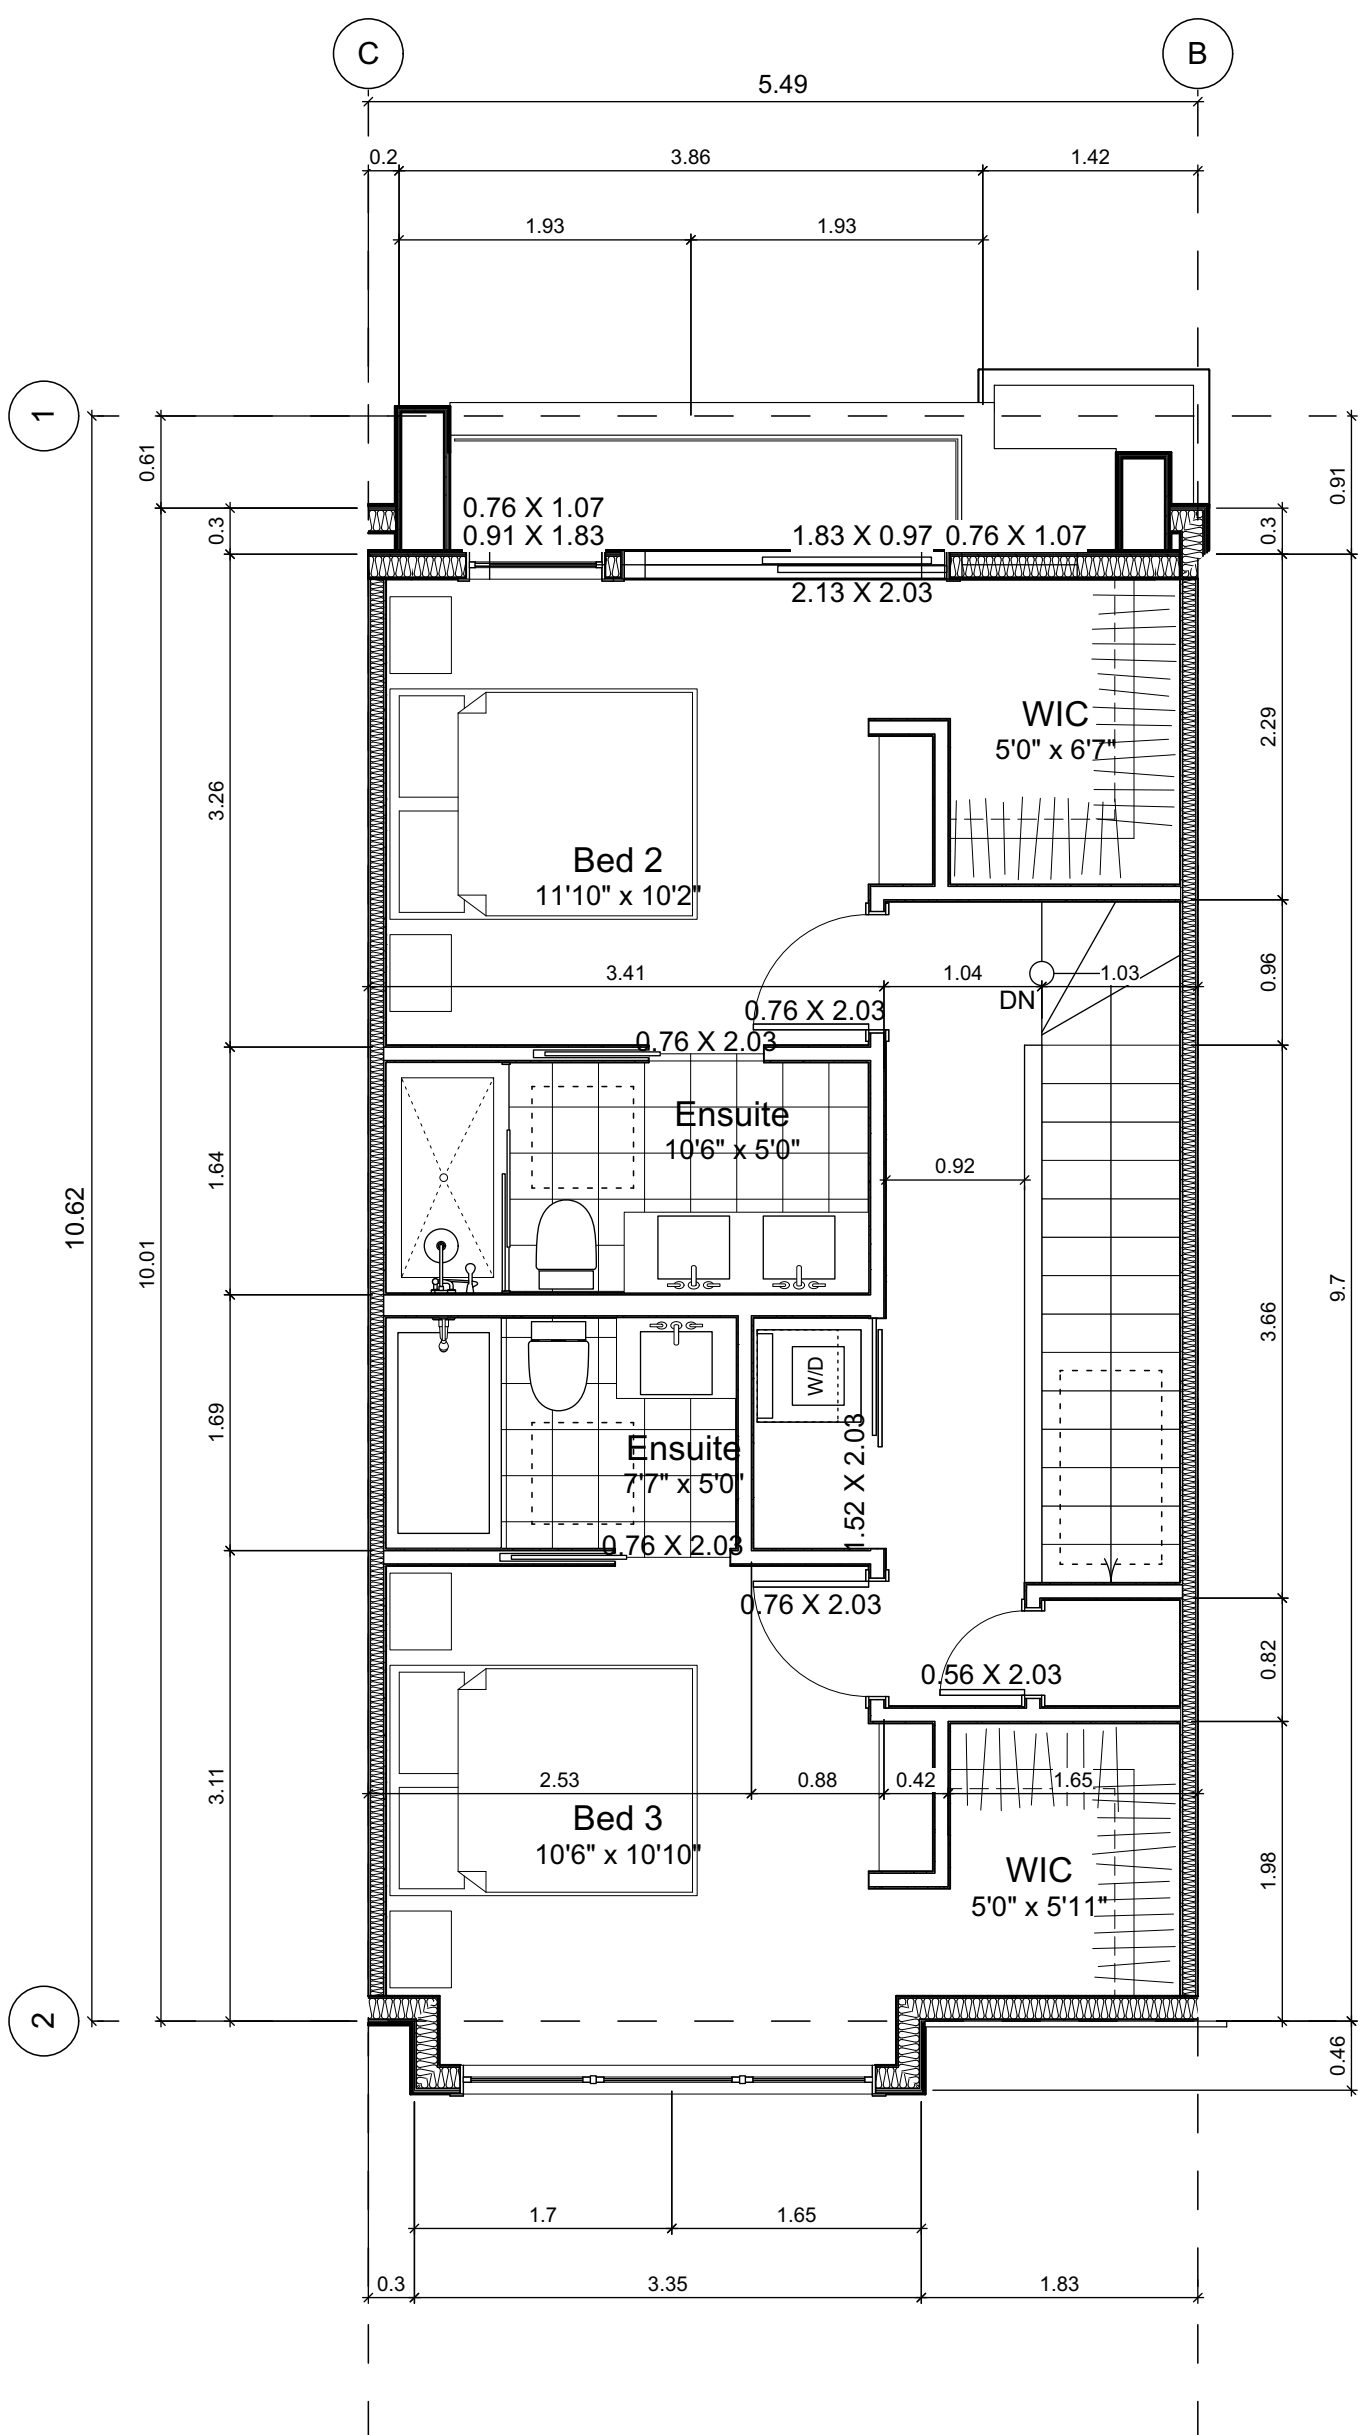 C
B
5.49
0.2
3.86
1.42
1.93
1.93
1
0.61
0.91
0.3
0.3
0.76 X 1.07
0.91 X 1.83
1.83 X 0.97
0.76 X 1.07
2.13 X 2.03
WIC
5'0" x 6'7"
2.29
3.26
Bed 2
11'10" x 10'2"
3.41
1.04
1.03
0.96
DN
0.76 X 2.03
0.76 X 2.03
Ensuite
10'6" x 5'0"
1.64
0.92
10.62
10.01
9.7
3.66
W/D
1.69
Ensuite
7'7" x 5'0"
1.52 X 2.03
0.76 X 2.03
0.76 X 2.03
0.56 X 2.03
0.82
3.11
2.53
0.88
0.42
1.65
Bed 3
10'6" x 10'10"
WIC
5'0" x 5'11"
1.98
2
0.46
1.7
1.65
0.3
3.35
1.83